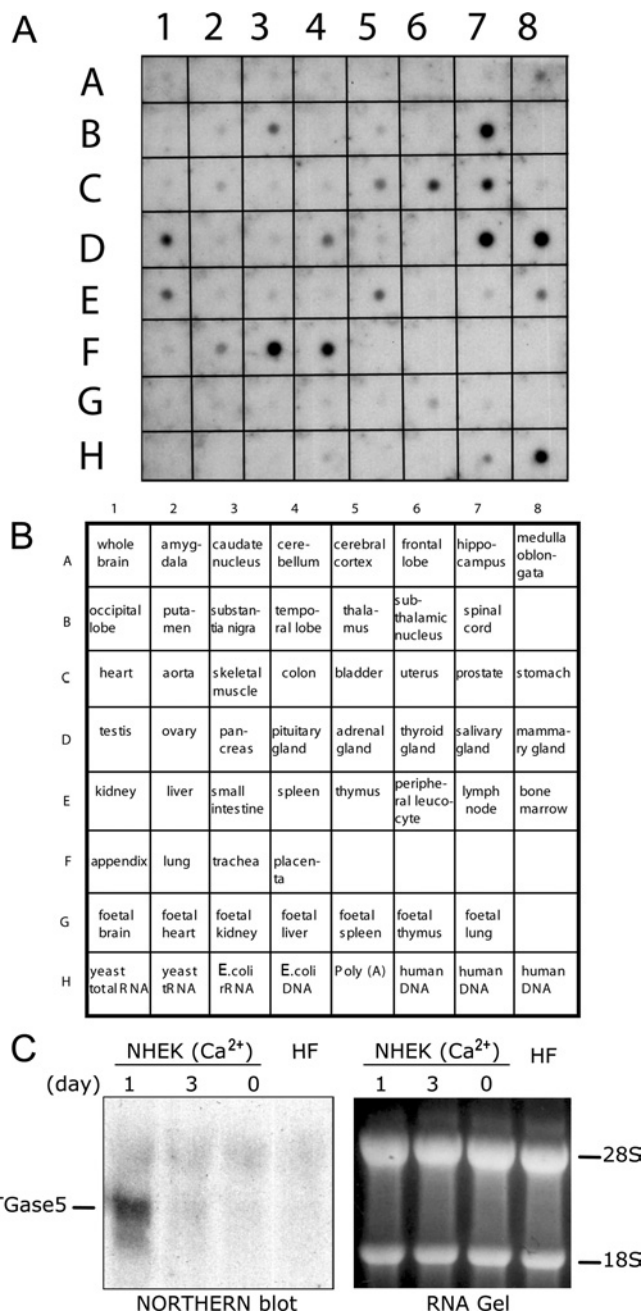 A
1 2 3 4 5 6 7 8
A
B
C
D
E
F
G
H
B
1 2 3 4 5 6 7 8
A
whole brain
amyg-dala
caudate nucleus
cere-bellum
cerebral cortex
frontal lobe
hippo-campus
medulla oblon-gata
B
occipital lobe
puta-men
substan-tia nigra
tempo-ral lobe
thala-mus
sub-thalamic nucleus
spinal cord
C
heart
aorta
skeletal muscle
colon
bladder
uterus
prostate
stomach
D
testis
ovary
pan-creas
pituitary gland
adrenal gland
thyroid gland
salivary gland
mamma-ry gland
E
kidney
liver
small intestine
spleen
thymus
periphe-ral leuco-cyte
lymph node
bone marrow
F
appendix
lung
trachea
placen-ta
G
foetal brain
foetal heart
foetal kidney
foetal liver
foetal spleen
foetal thymus
foetal lung
H
yeast total RNA
yeast tRNA
E.coli rRNA
E.coli DNA
Poly (A)
human DNA
human DNA
human DNA
C
NHEK (Ca2+) HF
(day) 1 3 0
TGase5
NORTHERN blot
NHEK (Ca2+) HF
1 3 0
28S
18S
RNA Gel